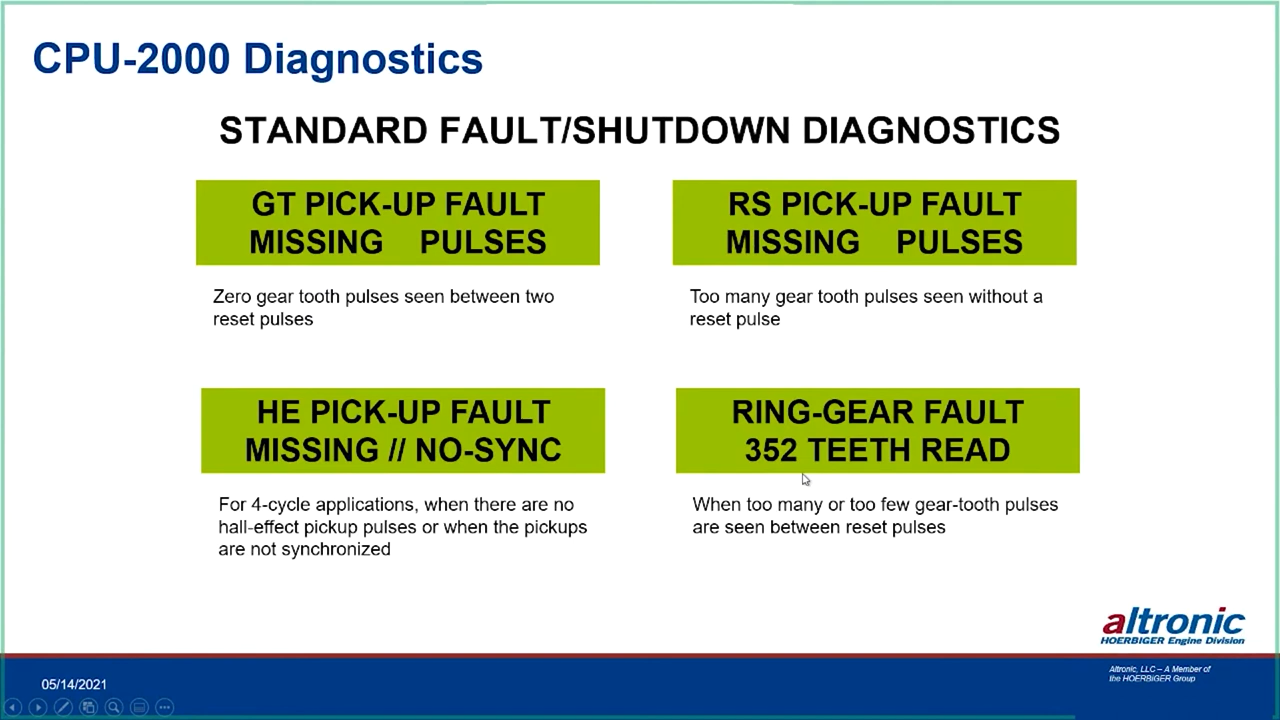 CPU-2000 Diagnostics
STANDARD FAULT/SHUTDOWN DIAGNOSTICS
GT PICK-UP FAULT
MISSING PULSES
Zero gear tooth pulses seen between two
reset pulses
RS PICK-UP FAULT
MISSING PULSES
Too many gear tooth pulses seen without a
reset pulse
HE PICK-UP FAULT
MISSING // NO-SYNC
For 4-cycle applications, when there are no
hall-effect pickup pulses or when the pickups
are not synchronized
RING-GEAR FAULT
352 TEETH READ
When too many or too few gear-tooth pulses
are seen between reset pulses
altronic
HOERBIGER Engine Division
Altronic, LLC – A Member of
the HOERBIGER Group
05/14/2021